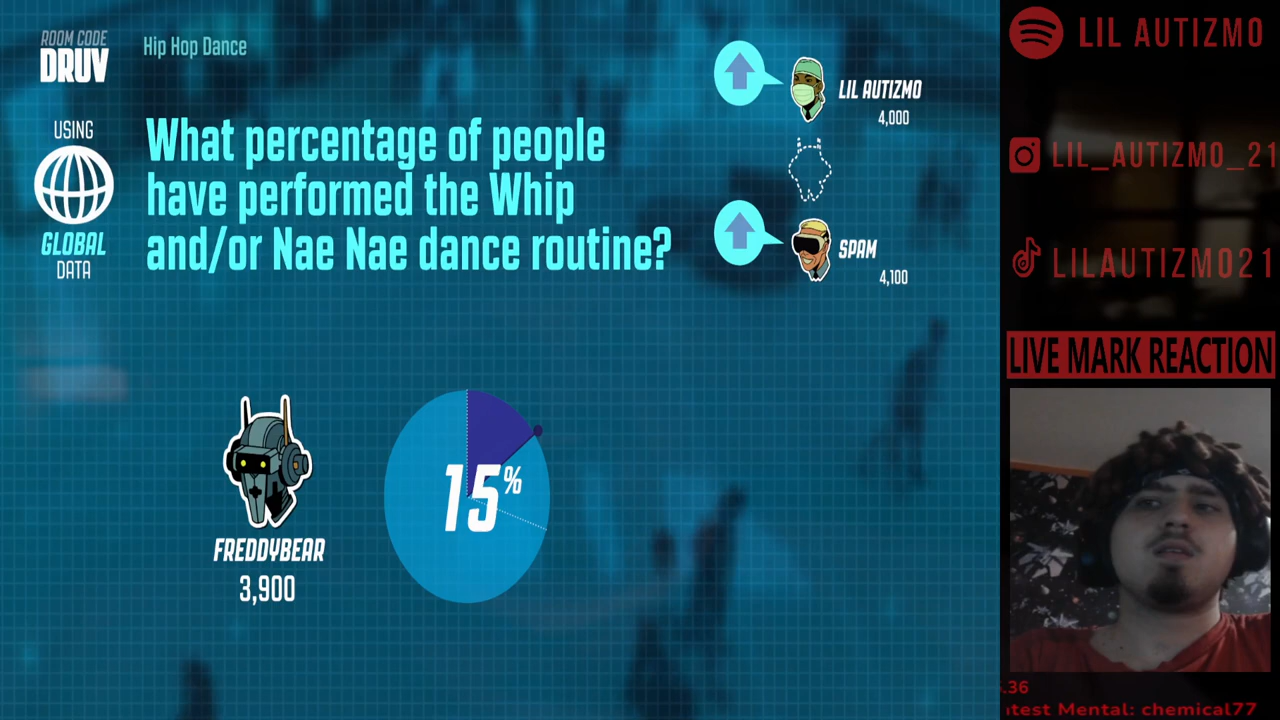 ROOM CODE
DRUV
Hip Hop Dance
USING
GLOBAL
DATA
What percentage of people
have performed the Whip
and/or Nae Nae dance routine?
LIL AUTIZMO
4,000
SPAM
4,100
FREDDYBEAR
3,900
15%
LIL AUTIZMO
LIL_AUTIZMO_21
LILAUTIZMO21
LIVE MARK REACTION
.36
test Mental: chemical77